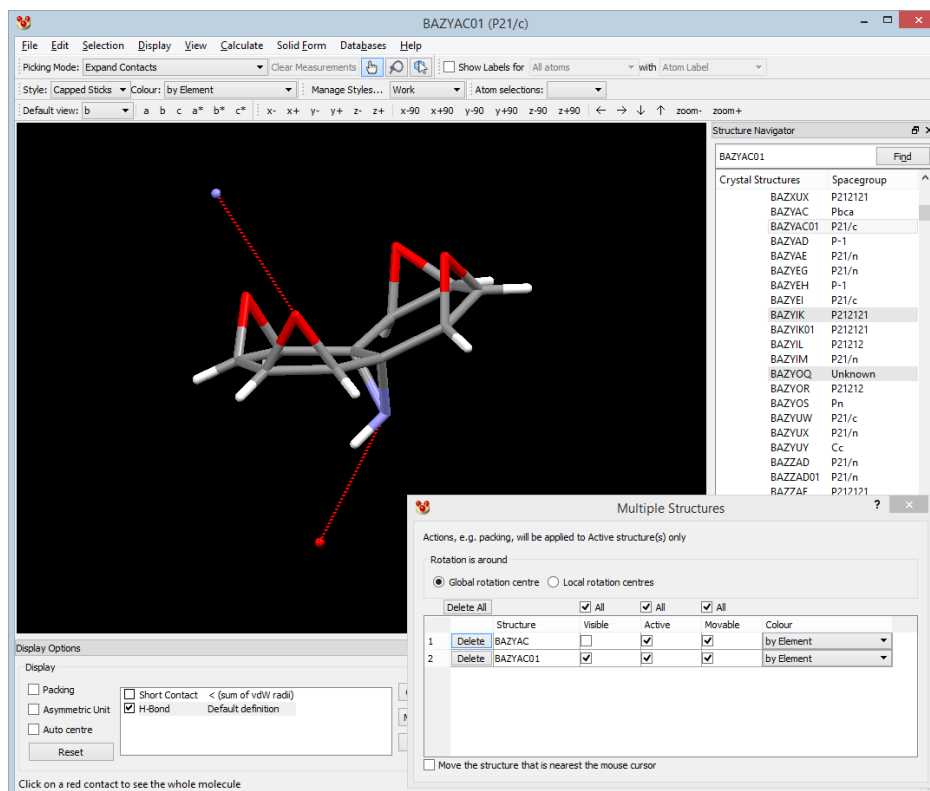 BAZYAC01 (P21/c)
File Edit Selection Display View Calculate Solid Form Databases Help
Picking Mode: Expand Contacts Clear Measurements Show Labels for All atoms with Atom Label
Style: Capped Sticks Colour: by Element Manage Styles... Work Atom selections:
Default view: b a b c a* b* c* x- x+ y- y+ z- z+ x-90 x+90 y-90 y+90 z-90 z+90 ← → ↓ ↑ zoom- zoom+
Structure Navigator
BAZYAC01 Find
Crystal Structures Spacegroup
BAZXUX P212121
BAZYAC Pbca
BAZYAC01 P21/c
BAZYAD P-1
BAZYAE P21/n
BAZYEG P21/n
BAZYEH P-1
BAZYEI P21/c
BAZYIK P212121
BAZYIK01 P212121
BAZYIL P21212
BAZYIM P21/n
BAZYOQ Unknown
BAZYOR P21212
BAZYOS Pn
BAZYUW P21/c
BAZYUX P21/n
BAZYUY Cc
BAZZAD P21/n
BAZZAD01 P21/n
BAZZAE P212121
Multiple Structures ?
Actions, e.g. packing, will be applied to Active structure(s) only
Rotation is around
Global rotation centre Local rotation centres
Delete All All All All
Structure Visible Active Movable Colour
1 Delete BAZYAC by Element
2 Delete BAZYAC01 by Element
Move the structure that is nearest the mouse cursor
Display Options
Display
Packing
Asymmetric Unit
Auto centre
Reset
Short Contact < (sum of vdW radii)
H-Bond Default definition
Click on a red contact to see the whole molecule